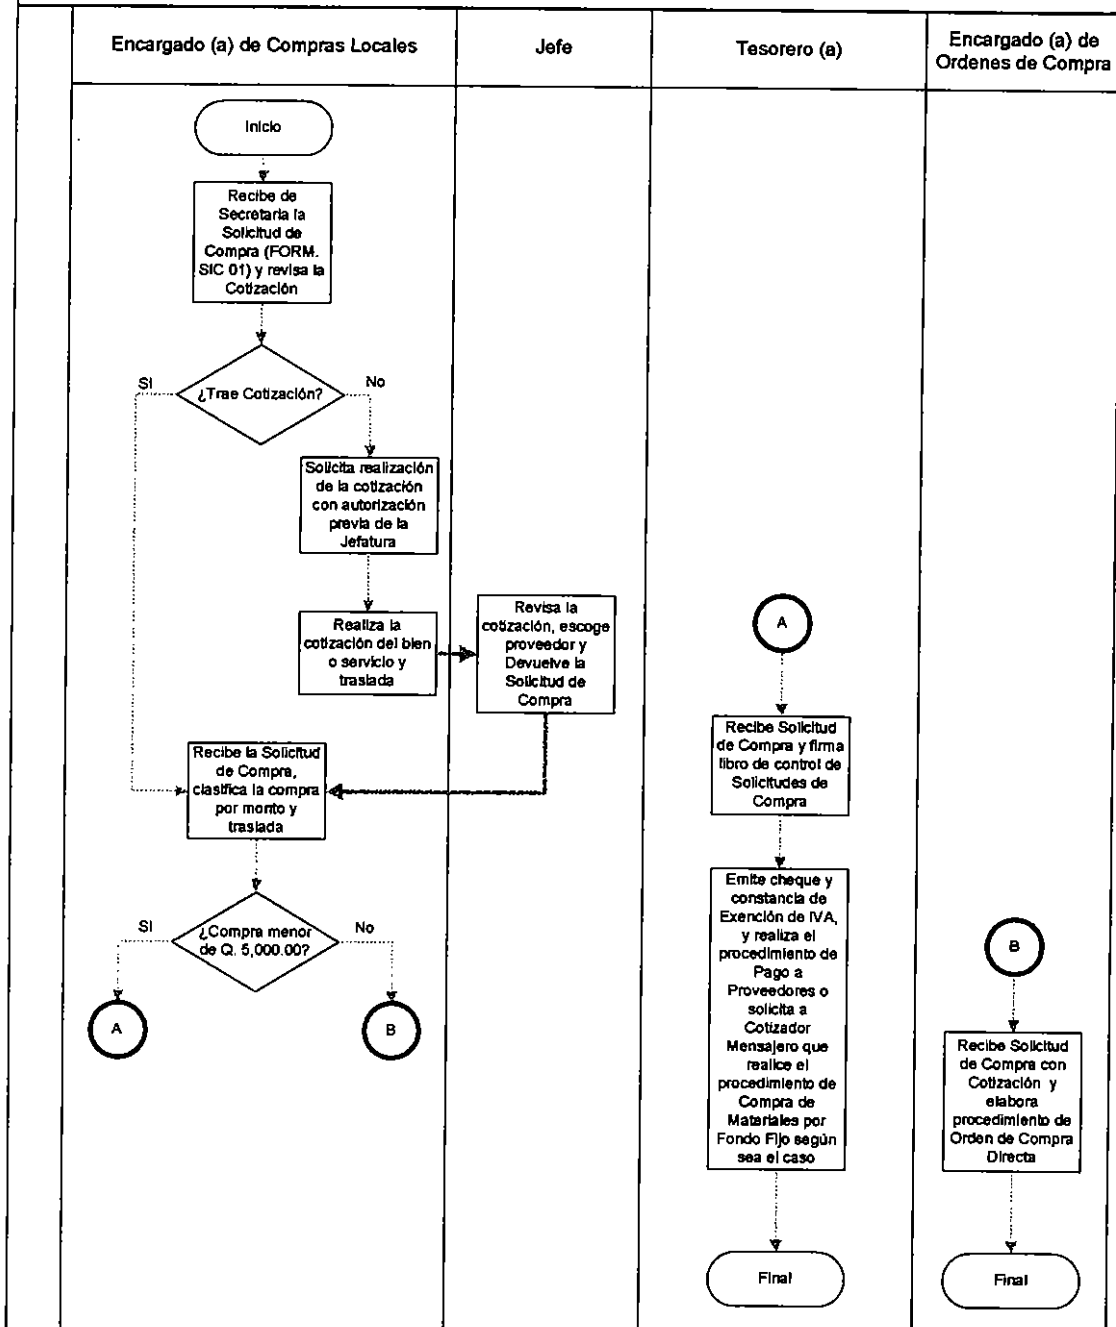 Encargado (a) de Compras Locales
Jefe
Tesorero (a)
Encargado (a) de
Ordenes de Compra
Inicio
Recibe de
Secretaria la
Solicitud de
Compra (FORM.
SIC 01) y revisa la
Cotización
¿Trae Cotización?
SI
No
Solicita realización
de la cotización
con autorización
previa de la
Jefatura
Realiza la
cotización del bien
o servicio y
traslada
Revisa la
cotización, escoge
proveedor y
Devuelve la
Solicitud de
Compra
Recibe la Solicitud
de Compra,
clasifica la compra
por monto y
traslada
¿Compra menor
de Q. 5,000.00?
SI
No
A
B
A
Recibe Solicitud
de Compra y firma
libro de control de
Solicitudes de
Compra
Emite cheque y
constancia de
Exención de IVA,
y realiza el
procedimiento de
Pago a
Proveedores o
solicita a
Cotizador
Mensajero que
realice el
procedimiento de
Compra de
Materiales por
Fondo Fijo según
sea el caso
Final
B
Recibe Solicitud
de Compra con
Cotización y
elabora
procedimiento de
Orden de Compra
Directa
Final